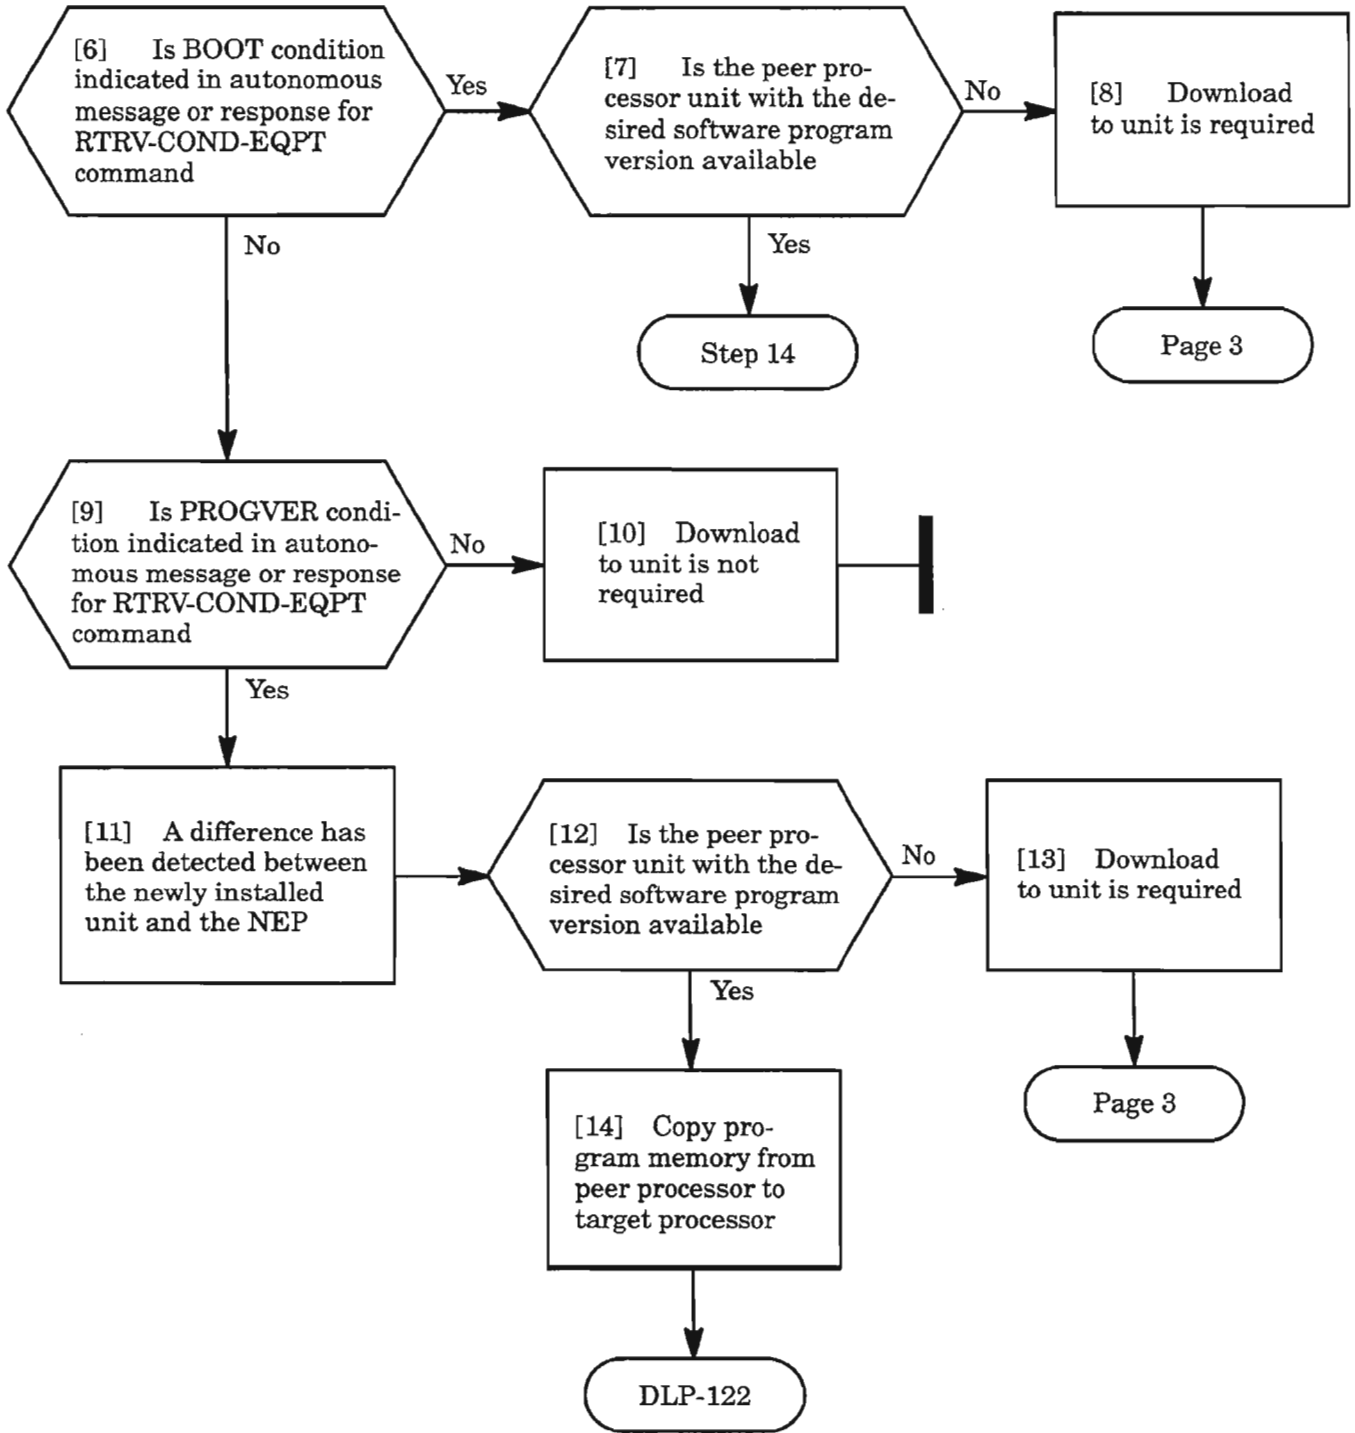 [6] Is BOOT condition
indicated in autonomous
message or response for
RTRV-COND-EQPT
command
Yes
[7] Is the peer pro-
cessor unit with the de-
sired software program
version available
No
[8] Download
to unit is required
No
Yes
Step 14
Page 3
[9] Is PROGVER condi-
tion indicated in autono-
mous message or response
for RTRV-COND-EQPT
command
No
[10] Download
to unit is not
required
Yes
[11] A difference has
been detected between
the newly installed
unit and the NEP
[12] Is the peer pro-
cessor unit with the de-
sired software program
version available
No
[13] Download
to unit is required
Yes
Page 3
[14] Copy pro-
gram memory from
peer processor to
target processor
DLP-122